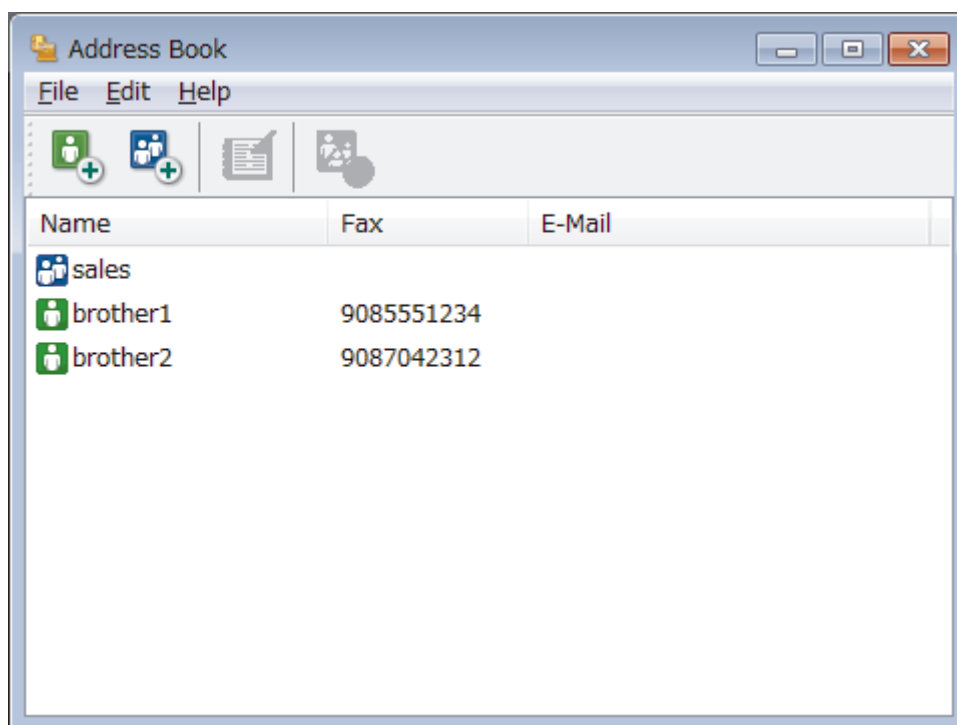 Address Book
File Edit Help
Name Fax E-Mail
sales
brother1 9085551234
brother2 9087042312